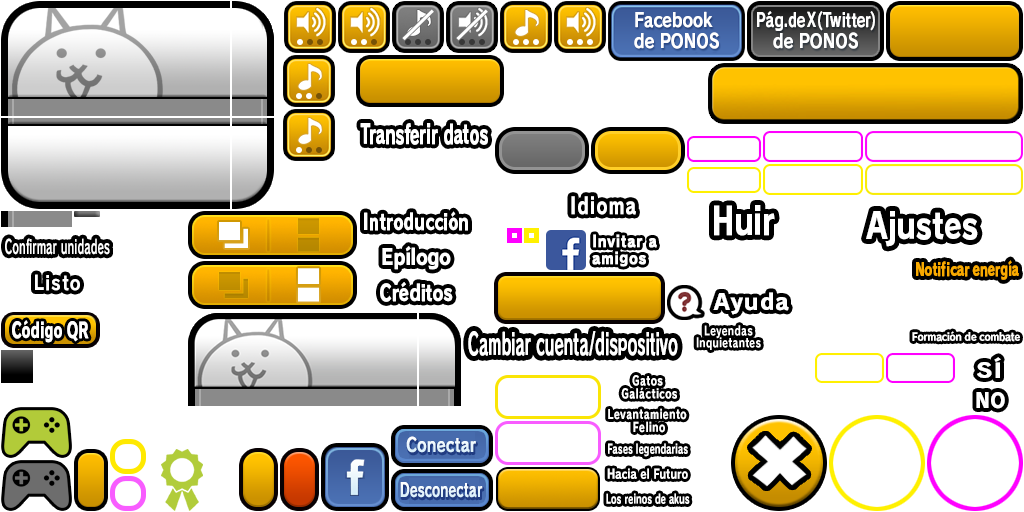 Facebook
de PONOS
Pág.deX(Twitter)
de PONOS
Transferir datos
Idioma
Introducción
Huir
Ajustes
Confirmar unidades
Epílogo
Invitar a
amigos
Notificar energía
Listo
Créditos
? Ayuda
Código QR
Cambiar cuenta/dispositivo
Leyendas
Inquietantes
Formación de combate
SÍ
NO
Gatos
Galácticos
Levantamiento
Felino
Conectar
Fases legendarias
Hacia el Futuro
Desconectar
Los reinos de akus